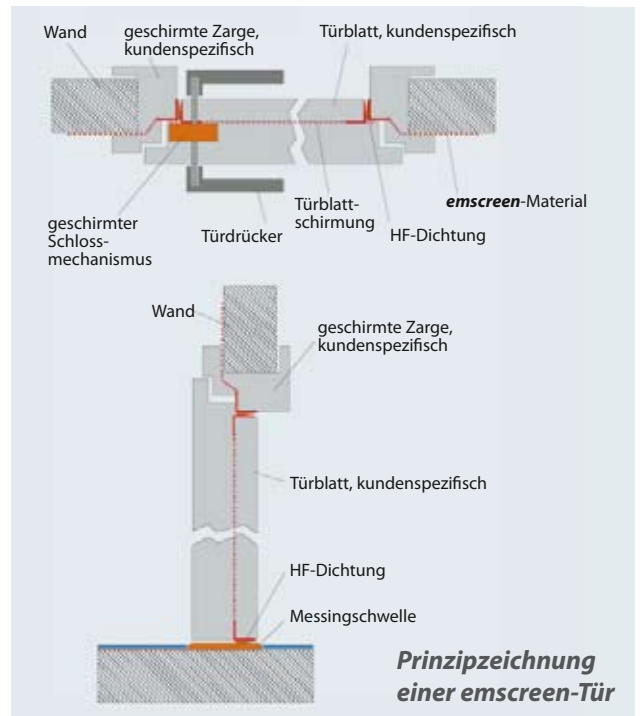 Wand
geschirmte Zarge,
kundenspezifisch
Türblatt, kundenspezifisch
geschirmter
Schloss-
mechanismus
Türdrücker
Türblatt-
schirmung
HF-Dichtung
emscreen-Material
Wand
geschirmte Zarge,
kundenspezifisch
Türblatt, kundenspezifisch
HF-Dichtung
Messingschwelle
Prinzipzeichnung
einer emscreen-Tür